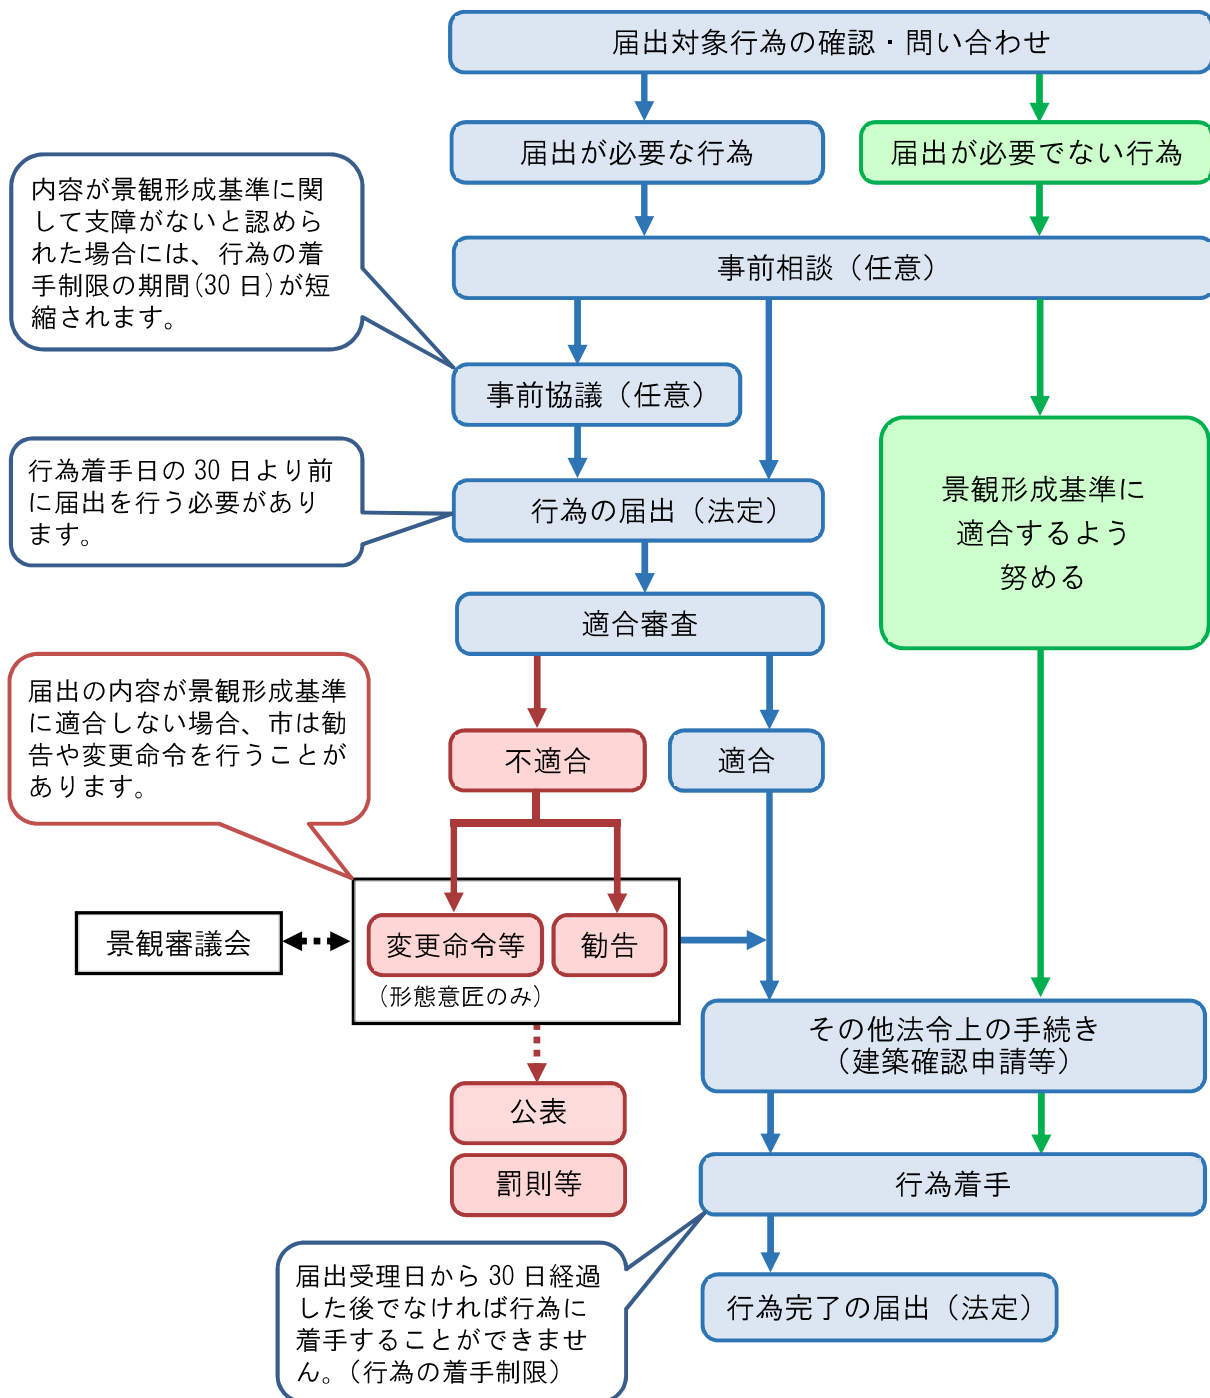 届出対象行為の確認・問い合わせ
届出が必要な行為
届出が必要でない行為
内容が景観形成基準に関
して支障がないと認めら
れた場合には、行為の着
手制限の期間(30日)が短
縮されます。
事前相談（任意）
事前協議（任意）
行為着手日の30日より前
に届出を行う必要があり
ます。
行為の届出（法定）
景観形成基準に
適合するよう
努める
適合審査
届出の内容が景観形成基準
に適合しない場合、市は勧
告や変更命令を行うことが
あります。
不適合
適合
景観審議会
変更命令等
勧告
（形態意匠のみ）
その他法令上の手続き
（建築確認申請等）
公表
罰則等
行為着手
届出受理日から30日経過
した後でなければ行為に
着手することができませ
ん。（行為の着手制限）
行為完了の届出（法定）